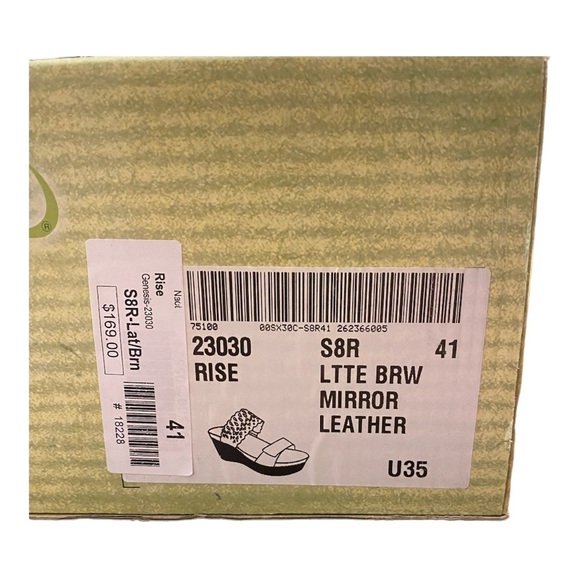 ®
Naot
Rise
Genesis-23030
S8R-Lat/Brn
$169.00
41
# 18228
75100 00SX30C-S8R41 262366005
23030 S8R 41
RISE LTTE BRW
MIRROR
LEATHER
U35